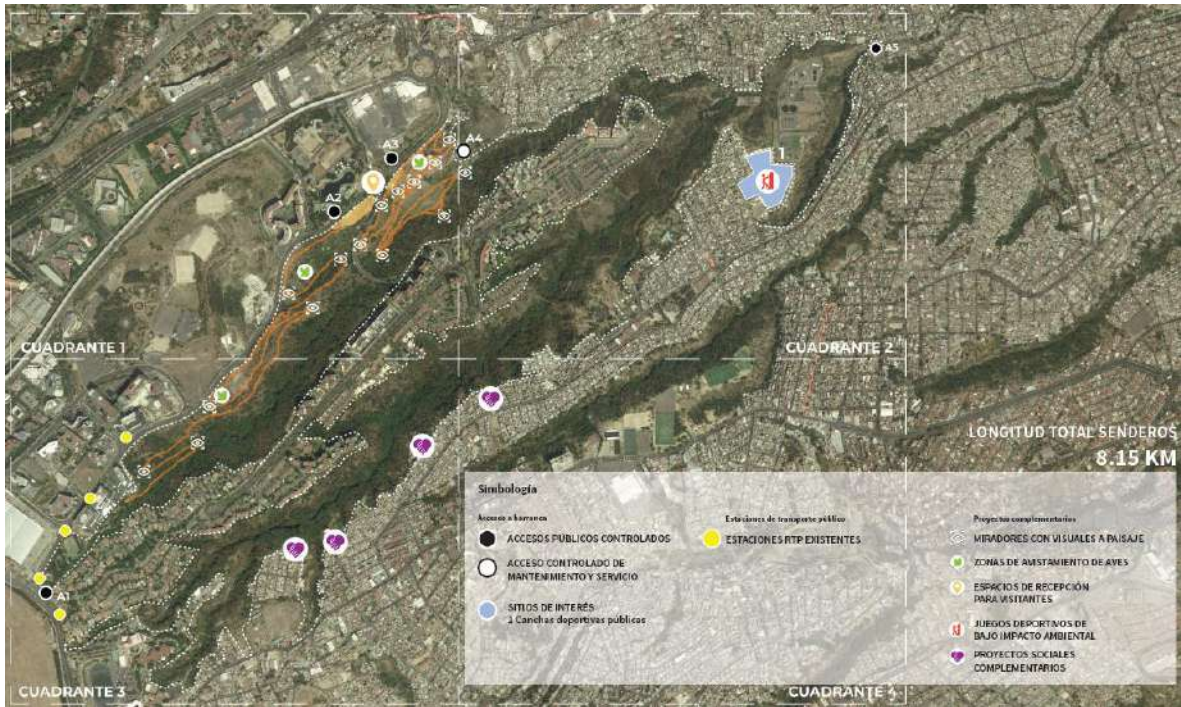 A5
1
A4
A3
A2
CUADRANTE 1
CUADRANTE 2
LONGITUD TOTAL SENDEROS
8.15 KM
A1
CUADRANTE 3
CUADRANTE 4
Simbología
Accesos a barranca
ACCESOS PÚBLICOS CONTROLADOS
ACCESO CONTROLADO DE
MANTENIMIENTO Y SERVICIO
SITIOS DE INTERÉS
1 Canchas deportivas públicas
Estaciones de transporte público
ESTACIONES RTP EXISTENTES
Proyectos complementarios
MIRADORES CON VISUALES A PAISAJE
ZONAS DE AVISTAMIENTO DE AVES
ESPACIOS DE RECEPCIÓN
PARA VISITANTES
JUEGOS DEPORTIVOS DE
BAJO IMPACTO AMBIENTAL
PROYECTOS SOCIALES
COMPLEMENTARIOS